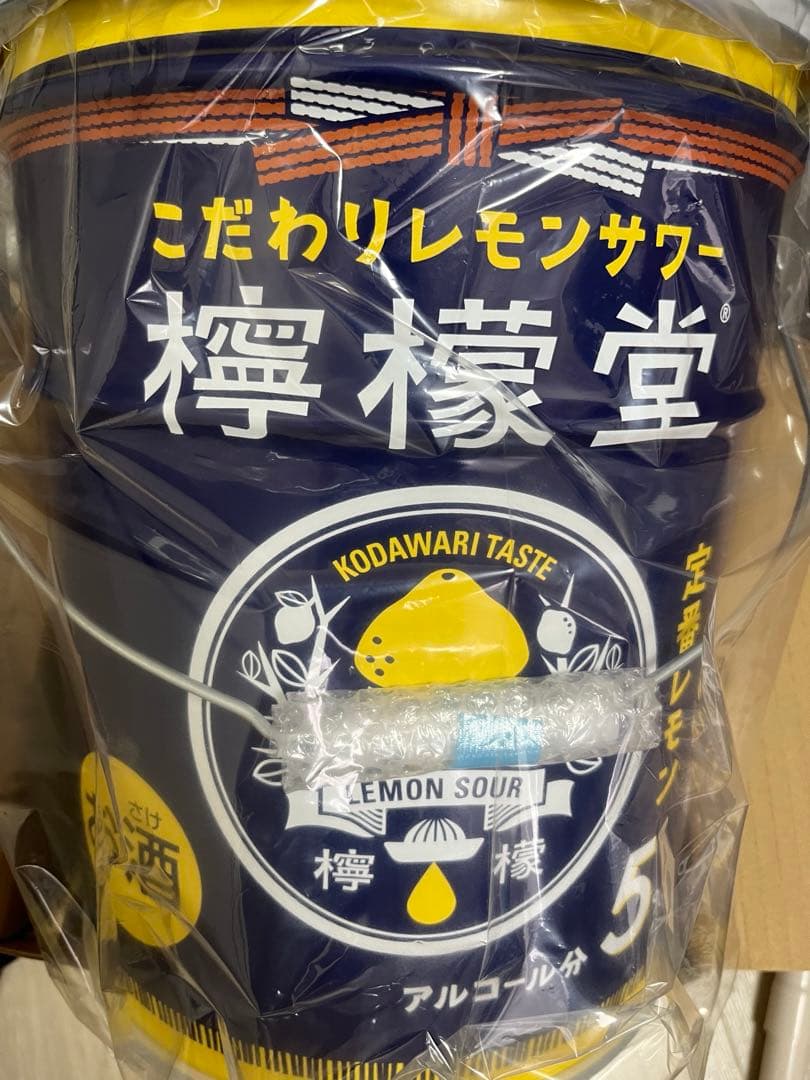 こだわりレモンサワー
檸檬堂®
KODAWARI TASTE
定番レモン
LEMON SOUR
檸檬
さけ
お酒
アルコール分
5